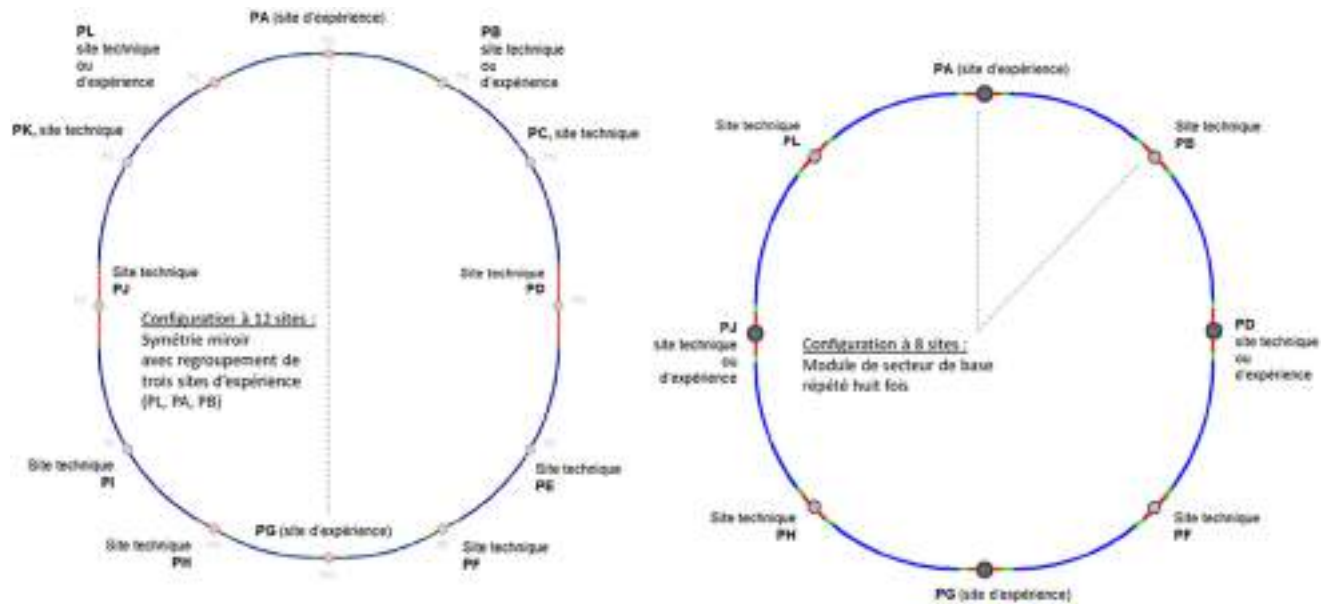 PA (site d'expérience)
PL
site technique
ou
d'expérience
PB
site technique
ou
d'expérience
PK, site technique
PC, site technique
Site technique
PJ
Site technique
PD
Configuration à 12 sites :
Symétrie miroir
avec regroupement de
trois sites d'expérience
(PL, PA, PB)
Site technique
PI
Site technique
PE
Site technique
PH
PG (site d'expérience)
Site technique
PF
PA (site d'expérience)
Site technique
PL
Site technique
PB
PJ
site technique
ou
d'expérience
Configuration à 8 sites :
Module de secteur de base
répété huit fois
PD
site technique
ou
d'expérience
Site technique
PH
Site technique
PF
PG (site d'expérience)